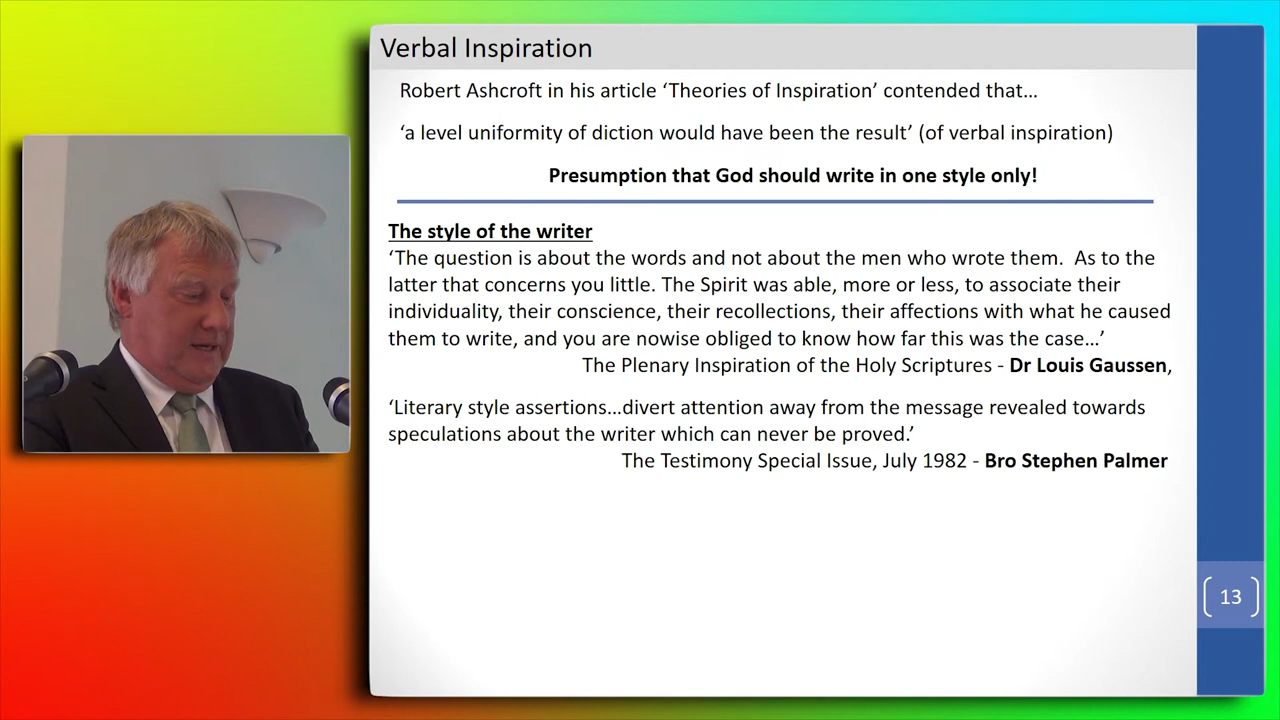 Verbal Inspiration
Robert Ashcroft in his article ‘Theories of Inspiration’ contended that…
‘a level uniformity of diction would have been the result’ (of verbal inspiration)
Presumption that God should write in one style only!
The style of the writer
‘The question is about the words and not about the men who wrote them.  As to the
latter that concerns you little. The Spirit was able, more or less, to associate their
individuality, their conscience, their recollections, their affections with what he caused
them to write, and you are nowise obliged to know how far this was the case…’
The Plenary Inspiration of the Holy Scriptures - Dr Louis Gaussen,
‘Literary style assertions…divert attention away from the message revealed towards
speculations about the writer which can never be proved.’
The Testimony Special Issue, July 1982 - Bro Stephen Palmer
13